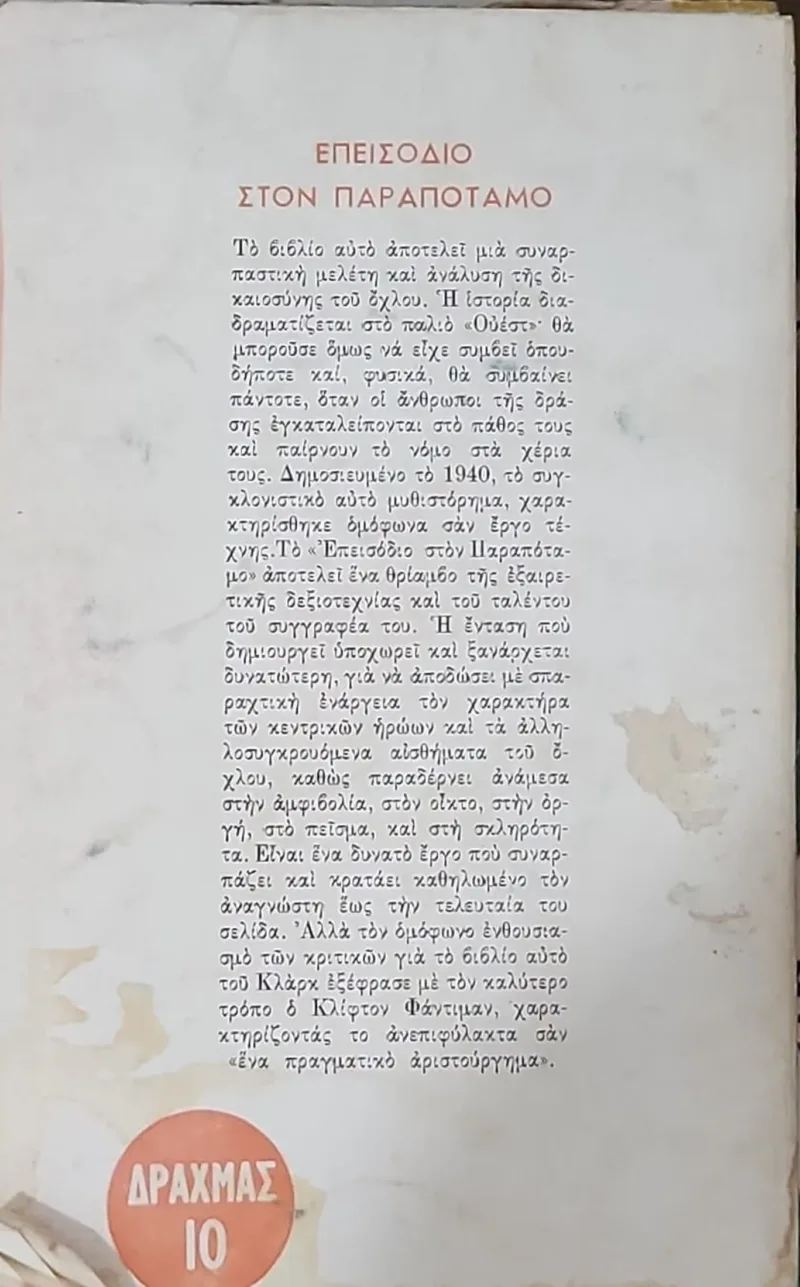 ΕΠΕΙΣΟΔΙΟ
ΣΤΟΝ ΠΑΡΑΠΟΤΑΜΟ
Τὸ βιβλίο αὐτὸ ἀποτελεῖ μιὰ συναρ-
παστικὴ μελέτη καὶ ἀνάλυση τῆς δι-
καιοσύνης τοῦ ὄχλου. Ἡ ἱστορία δια-
δραματίζεται στὸ παλιὸ «Οὐέστ»· θὰ
μποροῦσε ὅμως νά εἶχε συμβεῖ ὁπου-
δήποτε καί, φυσικά, θὰ συμβαίνει
πάντοτε, ὅταν οἱ ἄνθρωποι τῆς δρά-
σης ἐγκαταλείπονται στὸ πάθος τους
καὶ παίρνουν τὸ νόμο στὰ χέρια
τους. Δημοσιευμένο τὸ 1940, τὸ συγ-
κλονιστικὸ αὐτὸ μυθιστόρημα, χαρα-
κτηρίσθηκε ὁμόφωνα σὰν ἔργο τέ-
χνης.Τὸ «Ἐπεισόδιο στὸν Παραπότα-
μο» ἀποτελεῖ ἕνα θρίαμβο τῆς ἐξαιρε-
τικῆς δεξιοτεχνίας καὶ τοῦ ταλέντου
τοῦ συγγραφέα του. Ἡ ἔνταση ποὺ
δημιουργεῖ ὑποχωρεῖ καὶ ξανάρχεται
δυνατώτερη, γιὰ νὰ ἀποδώσει μὲ σπα-
ραχτικὴ ἐνάργεια τὸν χαρακτήρα
τῶν κεντρικῶν ἡρώων καὶ τὰ ἀλλη-
λοσυγκρουόμενα αἰσθήματα τοῦ ὄ-
χλου, καθὼς παραδέρνει ἀνάμεσα
στὴν ἀμφιβολία, στὸν οἶκτο, στὴν ὀρ-
γή, στὸ πεῖσμα, καὶ στὴ σκληρότη-
τα. Εἶναι ἕνα δυνατὸ ἔργο ποὺ συναρ-
πάζει καὶ κρατάει καθηλωμένο τὸν
ἀναγνώστη ἕως τὴν τελευταία του
σελίδα. Ἀλλὰ τὸν ὁμόφωνο ἐνθουσια-
σμὸ τῶν κριτικῶν γιὰ τὸ βιβλίο αὐτὸ
τοῦ Κλὰρκ ἐξέφρασε μὲ τὸν καλύτερο
τρόπο ὁ Κλίφτον Φάντιμαν, χαρα-
κτηρίζοντάς το ἀνεπιφύλακτα σὰν
«ἕνα πραγματικὸ ἀριστούργημα».
ΔΡΑΧΜΑΣ
10